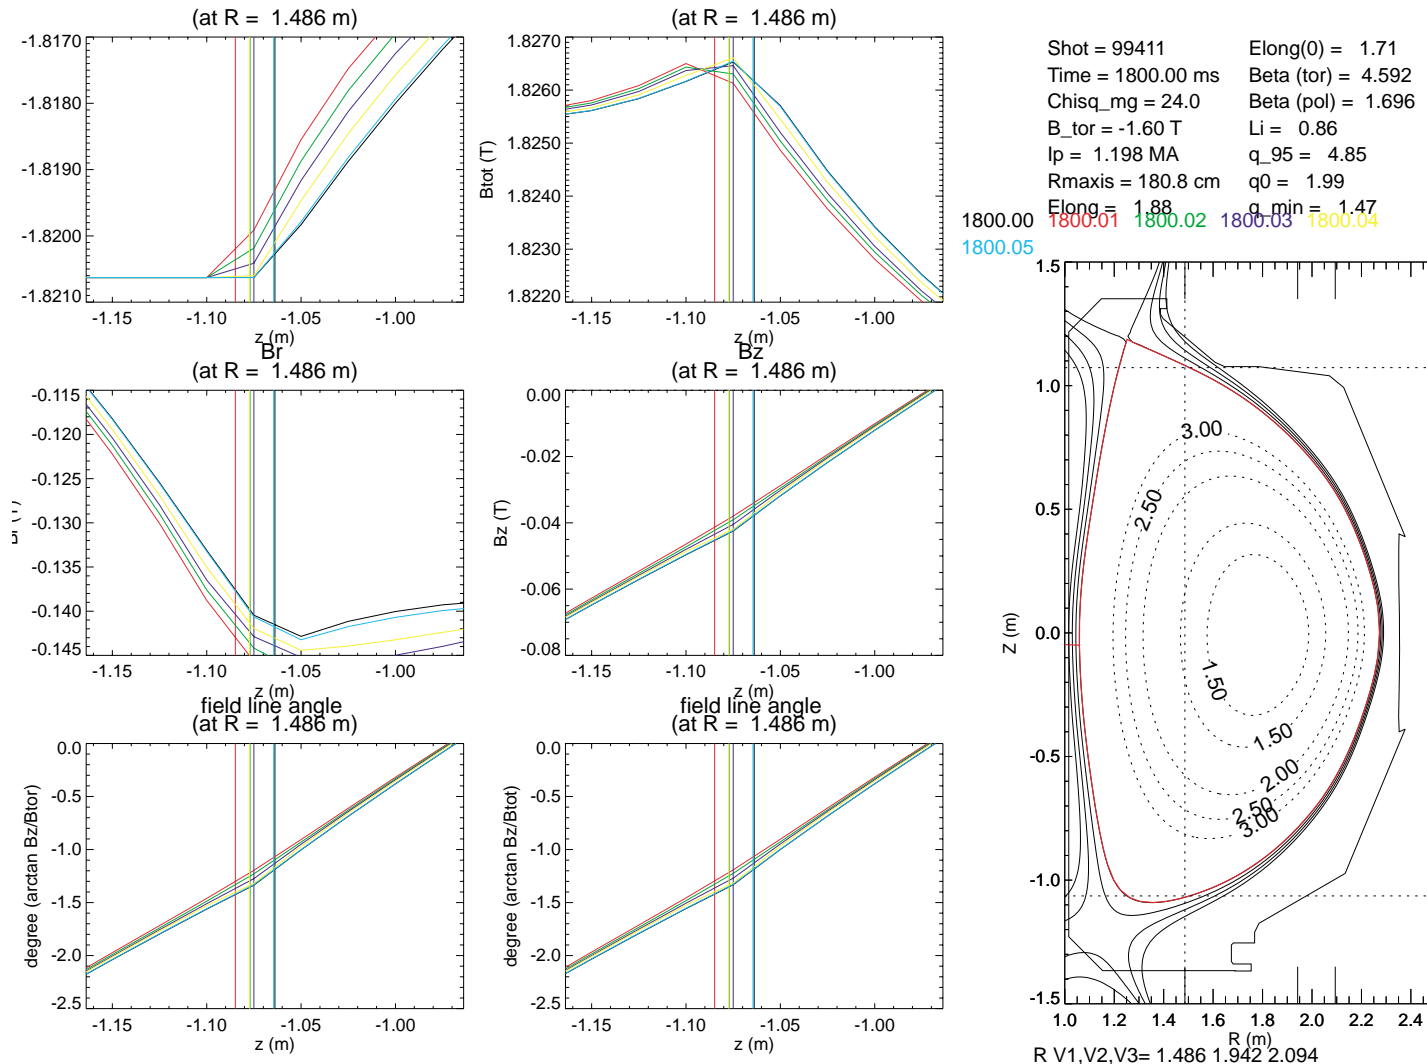 (at R = 1.486 m)
-1.8170
-1.8180
-1.8190
-1.8200
-1.8210
-1.15 -1.10 -1.05 -1.00
z (m)
(at R = 1.486 m)
Btot (T)
1.8270
1.8260
1.8250
1.8240
1.8230
1.8220
-1.15 -1.10 -1.05 -1.00
z (m)
Shot = 99411 Elong(0) = 1.71
Time = 1800.00 ms Beta (tor) = 4.592
Chisq_mg = 24.0 Beta (pol) = 1.696
B_tor = -1.60 T Li = 0.86
Ip = 1.198 MA q_95 = 4.85
Rmaxis = 180.8 cm q0 = 1.99
Elong = 1.88 q_min = 1.47
1800.00 1800.01 1800.02 1800.03 1800.04
1800.05
Br
(at R = 1.486 m)
-0.115
-0.120
-0.125
-0.130
-0.135
-0.140
-0.145
-1.15 -1.10 -1.05 -1.00
z (m)
Bz
(at R = 1.486 m)
Bz (T)
0.00
-0.02
-0.04
-0.06
-0.08
-1.15 -1.10 -1.05 -1.00
z (m)
field line angle
(at R = 1.486 m)
degree (arctan Bz/Btor)
0.0
-0.5
-1.0
-1.5
-2.0
-2.5
-1.15 -1.10 -1.05 -1.00
z (m)
field line angle
(at R = 1.486 m)
degree (arctan Bz/Btot)
0.0
-0.5
-1.0
-1.5
-2.0
-2.5
-1.15 -1.10 -1.05 -1.00
z (m)
Z (m)
1.5
1.0
0.5
0.0
-0.5
-1.0
-1.5
3.00
2.50
1.50
1.50
2.00
2.50
3.00
1.0 1.2 1.4 1.6 1.8 2.0 2.2 2.4
R (m)
R V1,V2,V3= 1.486 1.942 2.094